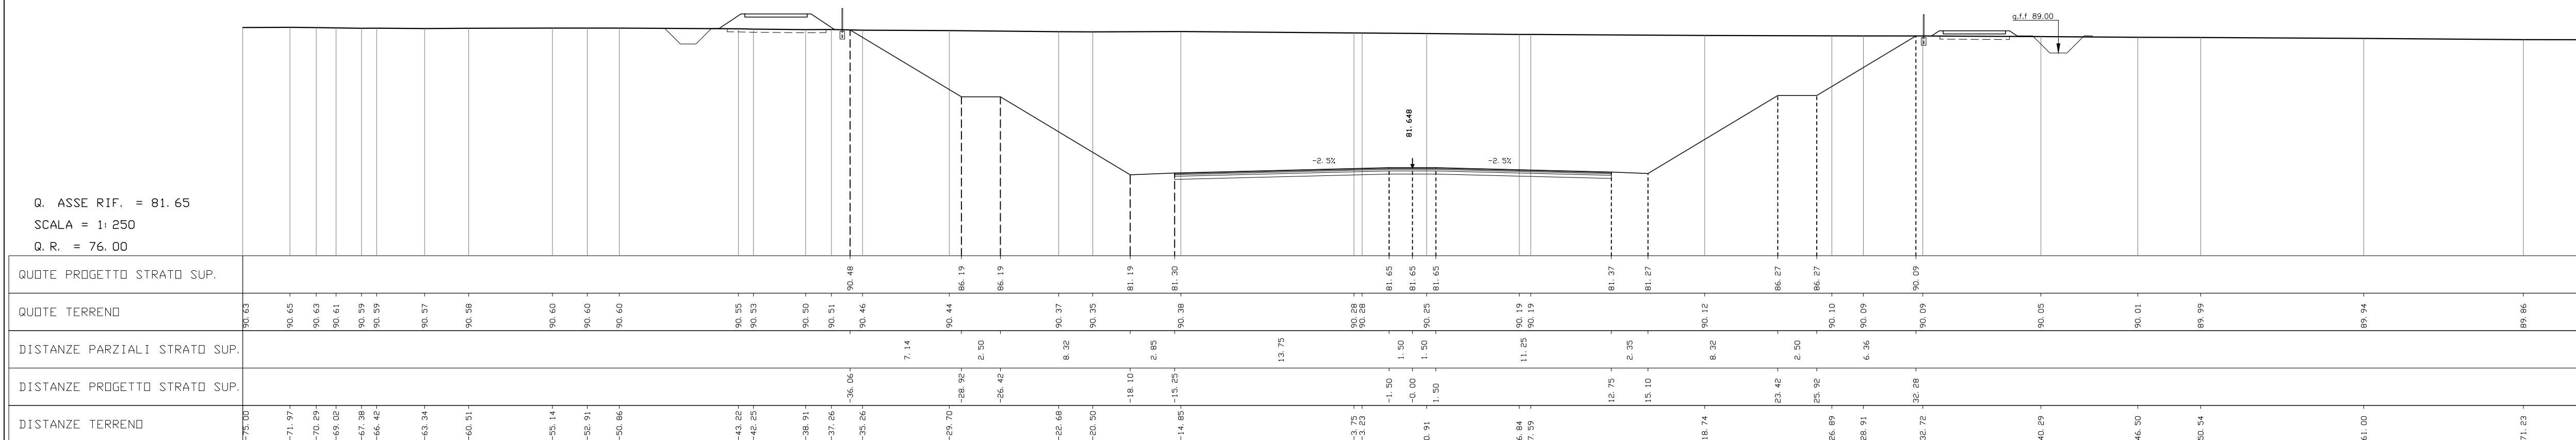 q.f.f 89.00
81.648
-2.5%
-2.5%
Q. ASSE RIF. = 81.65
SCALA = 1:250
Q.R. = 76.00
QUOTE PROGETTO STRATO SUP.
90.48 86.19 86.19 81.19 81.30 81.65 81.65 81.65 81.37 81.27 86.27 86.27 90.09
QUOTE TERRENO
90.63 90.65 90.63 90.61 90.59 90.59 90.57 90.58 90.60 90.60 90.60 90.55 90.53 90.50 90.51 90.46 90.44 90.37 90.35 90.38 90.28 90.28 90.25 90.19 90.19 90.12 90.10 90.09 90.09 90.05 90.01 89.99 89.94 89.86
DISTANZE PARZIALI STRATO SUP.
7.14 2.50 8.32 2.85 13.75 1.50 1.50 11.25 2.35 8.32 2.50 6.36
DISTANZE PROGETTO STRATO SUP.
-36.06 -28.92 -26.42 -18.10 -15.25 -1.50 -0.00 1.50 12.75 15.10 23.42 25.92 32.28
DISTANZE TERRENO
-75.00 -71.97 -70.29 -69.02 -67.38 -66.42 -63.34 -60.51 -55.14 -52.91 -50.86 -43.22 -42.25 -38.91 -37.26 -35.26 -29.70 -22.68 -20.50 -14.85 -3.75 -3.23 0.91 6.84 7.59 18.74 26.89 28.91 32.72 40.29 46.50 50.54 61.00 71.23